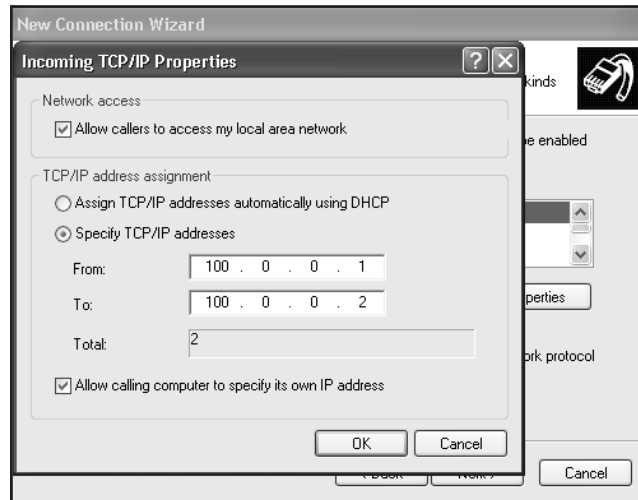 New Connection Wizard
Incoming TCP/IP Properties
kinds
Network access
Allow callers to access my local area network
be enabled
TCP/IP address assignment
Assign TCP/IP addresses automatically using DHCP
Specify TCP/IP addresses
From: 100 . 0 . 0 . 1
To: 100 . 0 . 0 . 2
perties
Total: 2
ork protocol
Allow calling computer to specify its own IP address
OK Cancel
Cancel